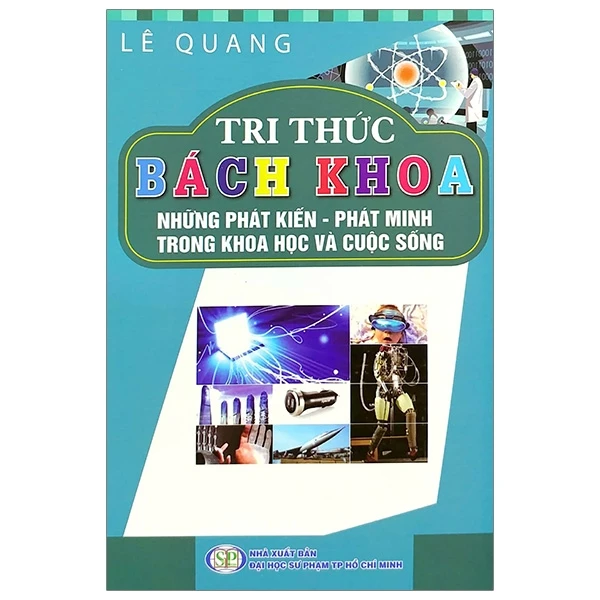 LÊ QUANG
TRI THỨC
BÁCH KHOA
NHỮNG PHÁT KIẾN - PHÁT MINH
TRONG KHOA HỌC VÀ CUỘC SỐNG
SP
NHÀ XUẤT BẢN
ĐẠI HỌC SƯ PHẠM TP HỒ CHÍ MINH